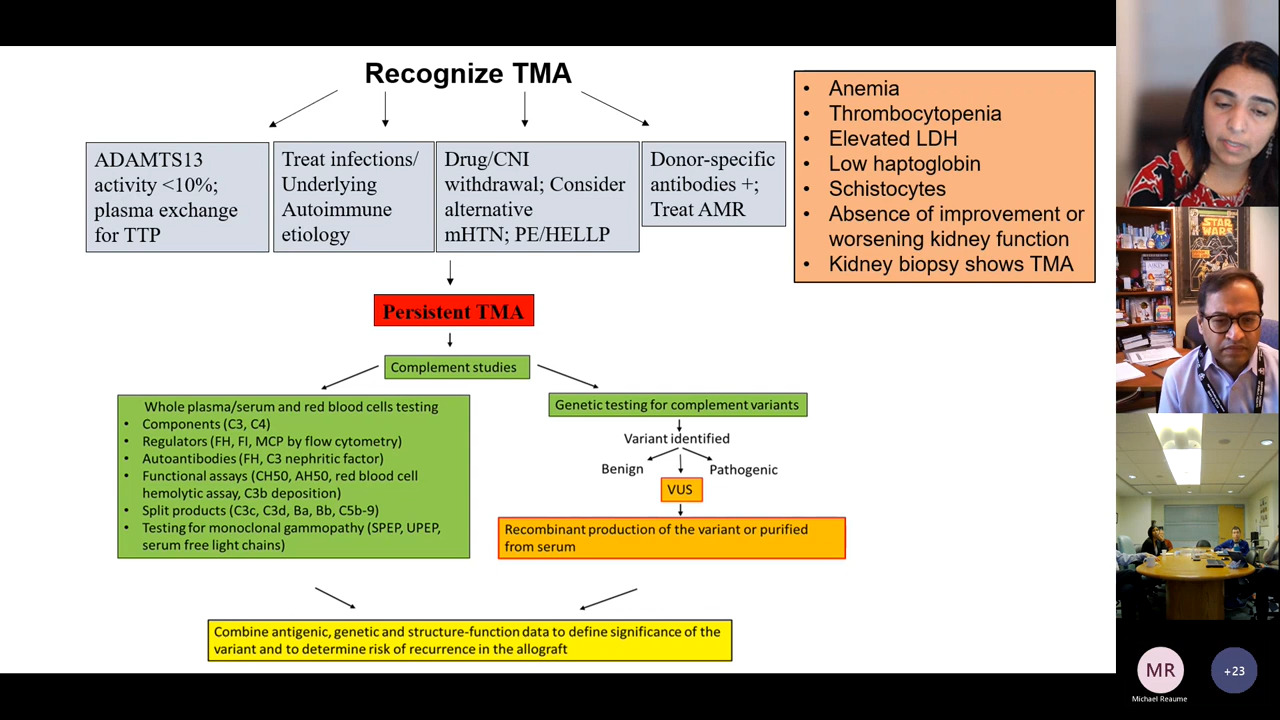 Recognize TMA
ADAMTS13
activity <10%;
plasma exchange
for TTP
Treat infections/
Underlying
Autoimmune
etiology
Drug/CNI
withdrawal; Consider
alternative
mHTN; PE/HELLP
Donor-specific
antibodies +;
Treat AMR
• Anemia
• Thrombocytopenia
• Elevated LDH
• Low haptoglobin
• Schistocytes
• Absence of improvement or
worsening kidney function
• Kidney biopsy shows TMA
Persistent TMA
Complement studies
Whole plasma/serum and red blood cells testing
• Components (C3, C4)
• Regulators (FH, FI, MCP by flow cytometry)
• Autoantibodies (FH, C3 nephritic factor)
• Functional assays (CH50, AH50, red blood cell
hemolytic assay, C3b deposition)
• Split products (C3c, C3d, Ba, Bb, C5b-9)
• Testing for monoclonal gammopathy (SPEP, UPEP,
serum free light chains)
Genetic testing for complement variants
Variant identified
Benign
Pathogenic
VUS
Recombinant production of the variant or purified
from serum
Combine antigenic, genetic and structure-function data to define significance of the
variant and to determine risk of recurrence in the allograft
STAR
WARS
MR
Michael Reaume
+23